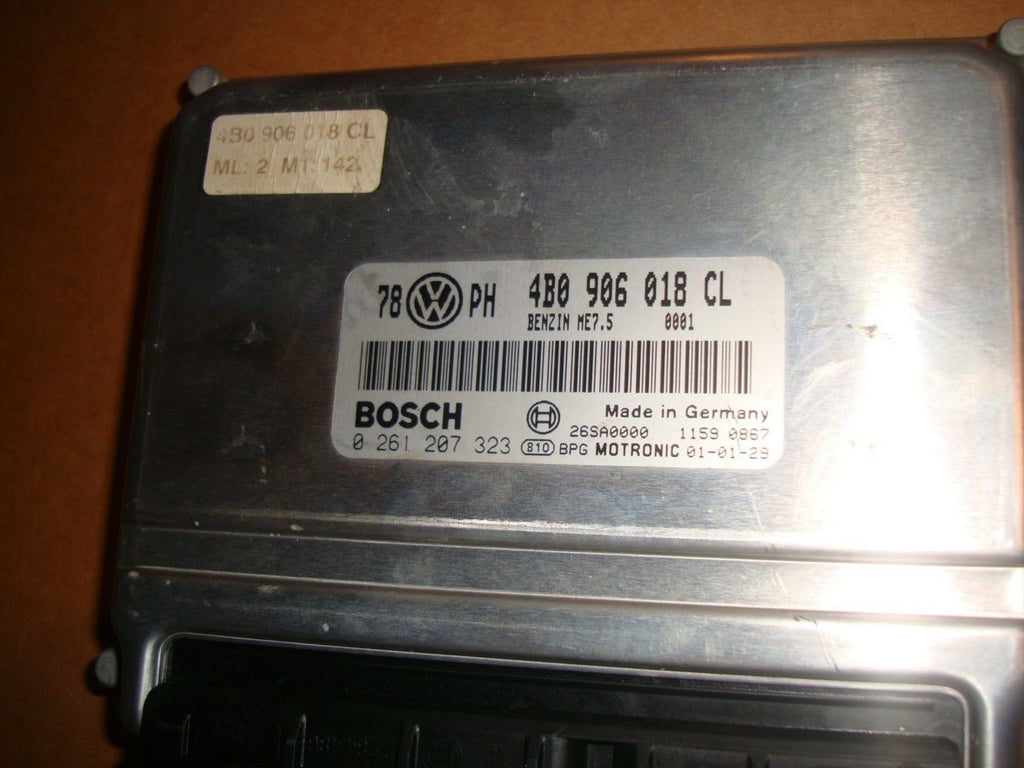 4B0 906 018 CL
ML: 2 MT: 142
78 PH 4B0 906 018 CL
BENZIN ME7.5 0001
BOSCH Made in Germany
26SA0000 1159 0867
0 261 207 323 810 BPG MOTRONIC 01-01-29